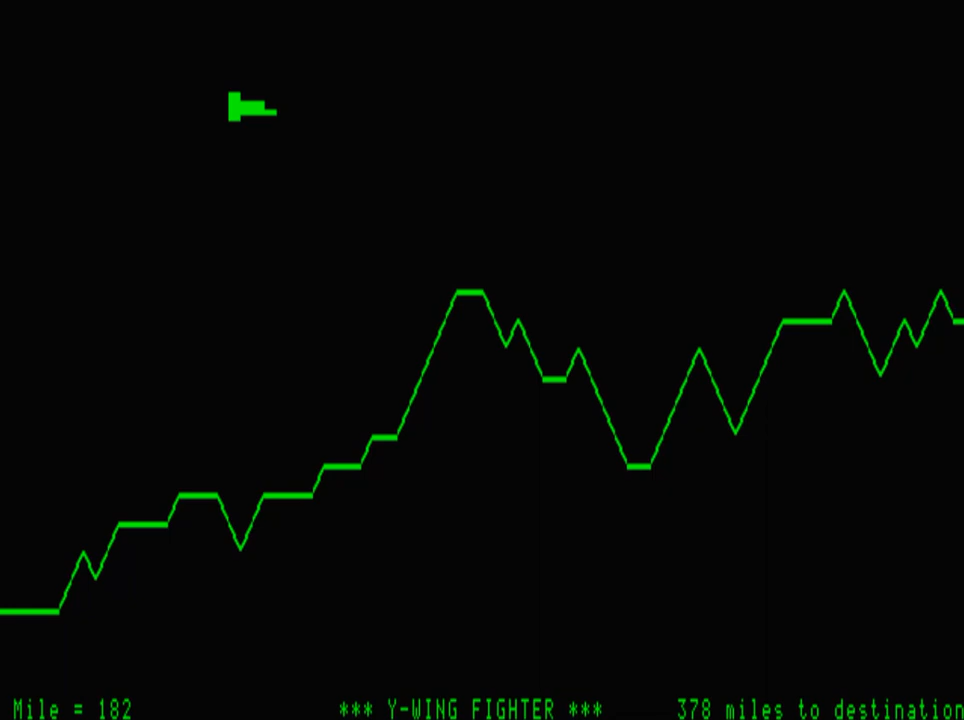 Mile = 182 *** Y-WING FIGHTER *** 378 miles to destination